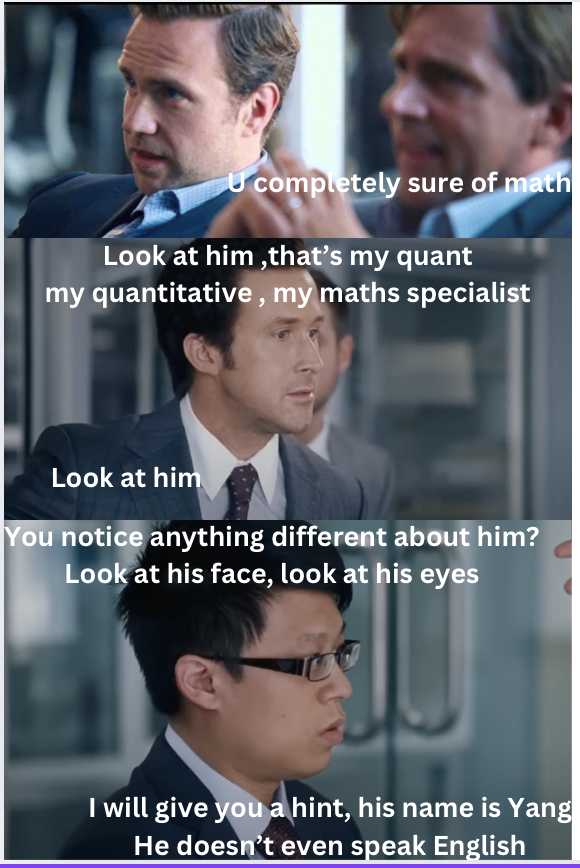 U completely sure of math
Look at him ,that’s my quant
my quantitative , my maths specialist
Look at him
You notice anything different about him?
Look at his face, look at his eyes
I will give you a hint, his name is Yang
He doesn’t even speak English